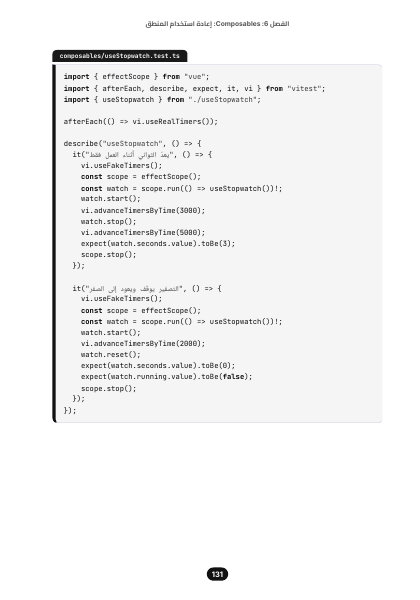 الفصل 6: Composables: إعادة استخدام المنطق
composables/useStopwatch.test.ts
import { effectScope } from "vue";
import { afterEach, describe, expect, it, vi } from "vitest";
import { useStopwatch } from "./useStopwatch";
afterEach(() => vi.useRealTimers());
describe("useStopwatch", () => {
  it("يعدّ الثواني أثناء العمل فقط", () => {
    vi.useFakeTimers();
    const scope = effectScope();
    const watch = scope.run(() => useStopwatch())!;
    watch.start();
    vi.advanceTimersByTime(3000);
    watch.stop();
    vi.advanceTimersByTime(5000);
    expect(watch.seconds.value).toBe(3);
    scope.stop();
  });
  it("التصفير يوقف ويعود إلى الصفر", () => {
    vi.useFakeTimers();
    const scope = effectScope();
    const watch = scope.run(() => useStopwatch())!;
    watch.start();
    vi.advanceTimersByTime(2000);
    watch.reset();
    expect(watch.seconds.value).toBe(0);
    expect(watch.running.value).toBe(false);
    scope.stop();
  });
});
131